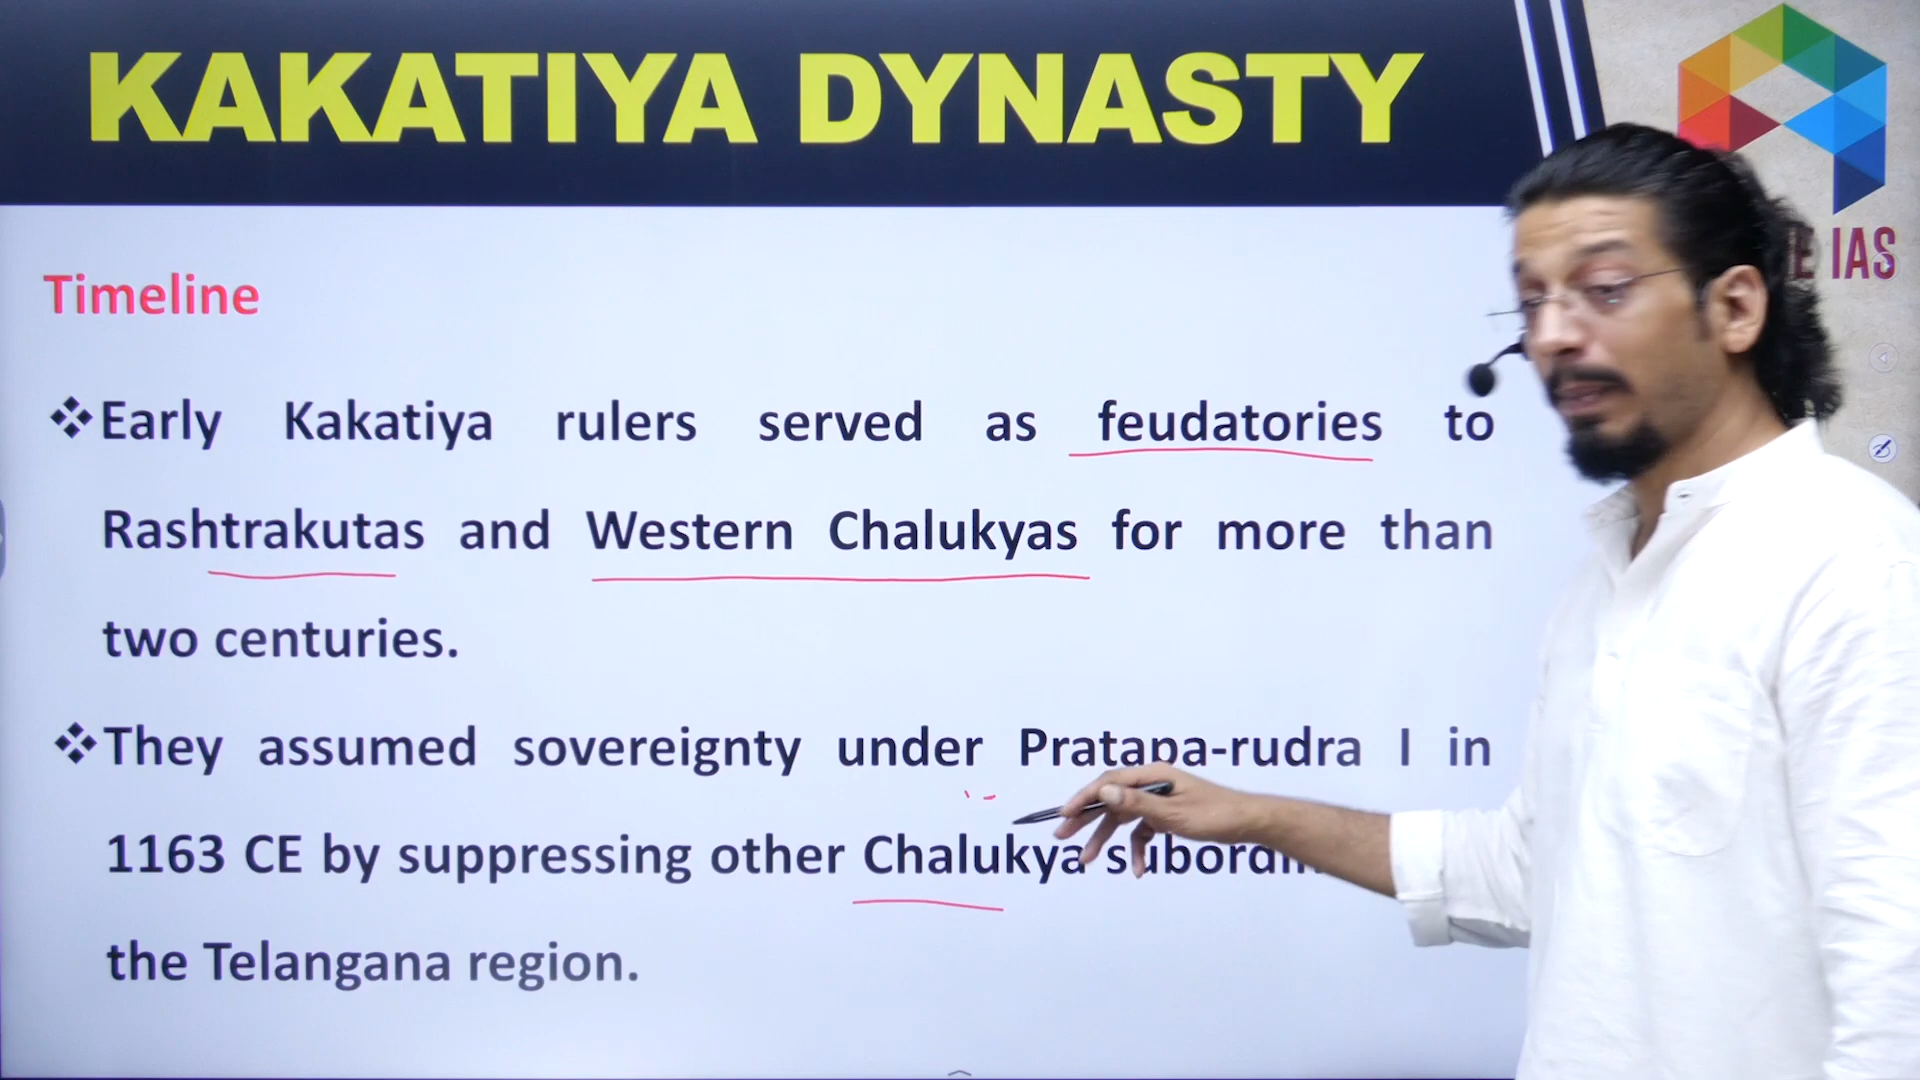 KAKATIYA DYNASTY
IAS
Timeline
❖Early Kakatiya rulers served as feudatories to
Rashtrakutas and Western Chalukyas for more than
two centuries.
❖They assumed sovereignty under Pratapa-rudra I in
1163 CE by suppressing other Chalukya
the Telangana region.